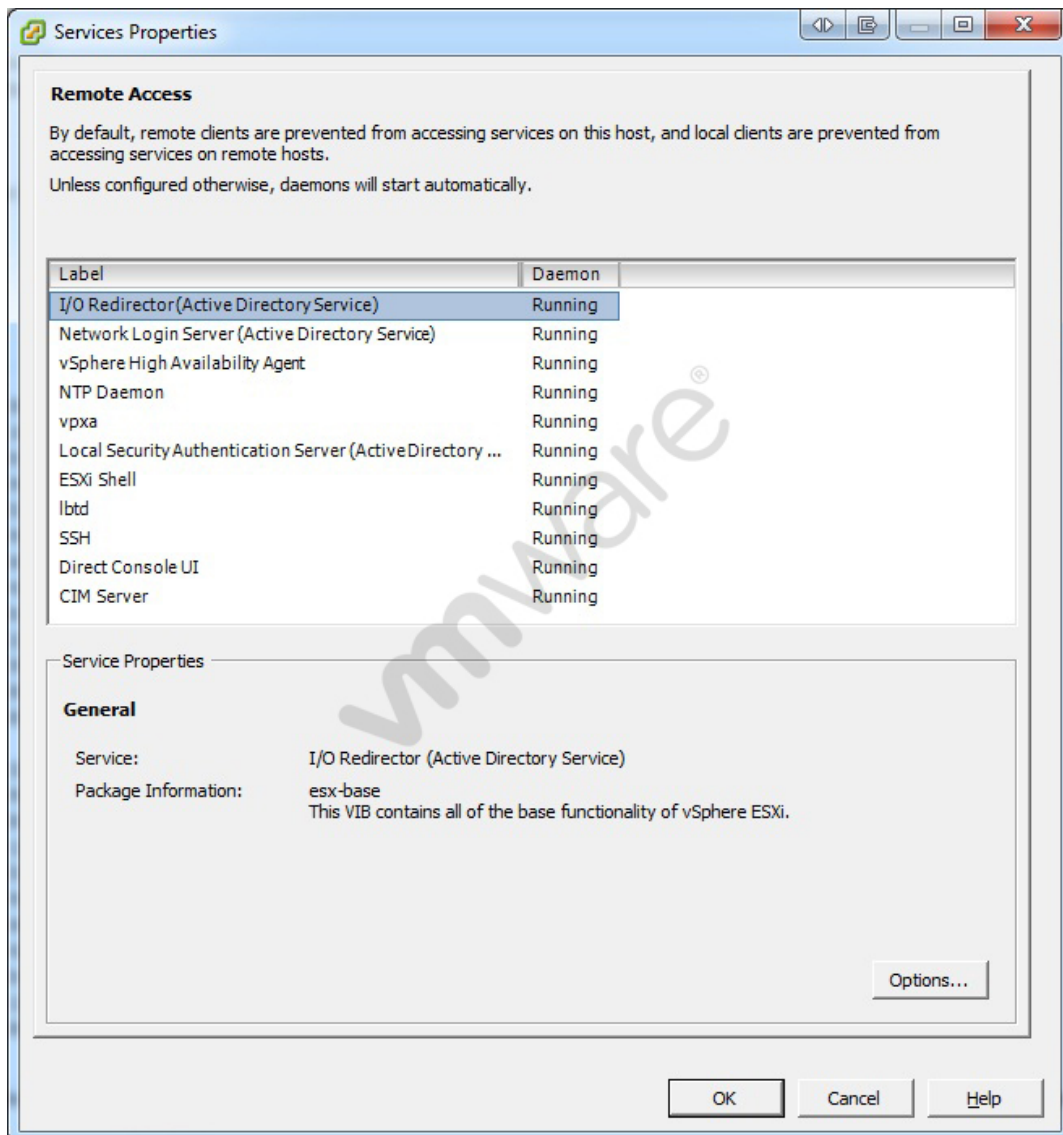 Services Properties
Remote Access
By default, remote clients are prevented from accessing services on this host, and local clients are prevented from
accessing services on remote hosts.
Unless configured otherwise, daemons will start automatically.
Label Daemon
I/O Redirector (Active Directory Service) Running
Network Login Server (Active Directory Service) Running
vSphere High Availability Agent Running
NTP Daemon Running
vpxa Running
Local Security Authentication Server (Active Directory ... Running
ESXi Shell Running
lbtd Running
SSH Running
Direct Console UI Running
CIM Server Running
vmware®
Service Properties
General
Service: I/O Redirector (Active Directory Service)
Package Information: esx-base
This VIB contains all of the base functionality of vSphere ESXi.
Options...
OK Cancel Help